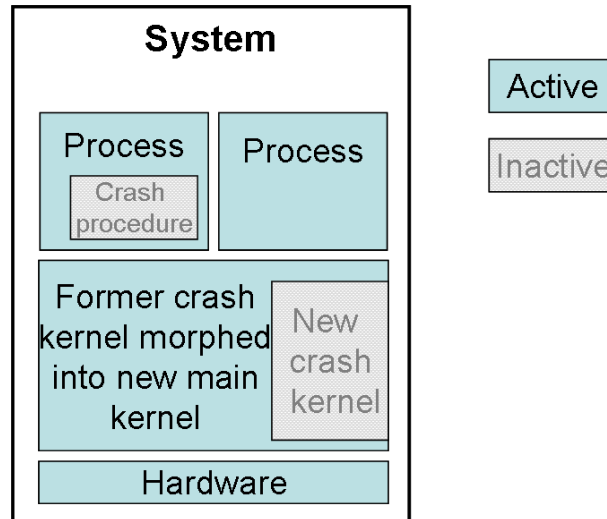 System
Active
Process
Process
Inactive
Crash
procedure
Former crash
kernel morphed
into new main
kernel
New
crash
kernel
Hardware